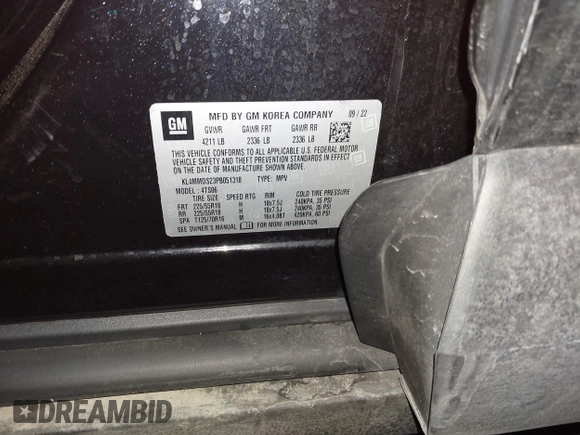 GM
MFD BY GM KOREA COMPANY 09 / 22
GVWR GAWR FRT GAWR RR
4211 LB 2336 LB 2336 LB
THIS VEHICLE CONFORMS TO ALL APPLICABLE U.S. FEDERAL MOTOR
VEHICLE SAFETY AND THEFT PREVENTION STANDARDS IN EFFECT
ON THE DATE OF MANUFACTURE SHOWN ABOVE.
KL4MMGS23PB051318 TYPE: MPV
MODEL : 4TS06
TIRE SIZE SPEED RTG RIM COLD TIRE PRESSURE
FRT 225/55R18 H 18x7.5J 240KPA, 35 PSI
RR 225/55R18 H 18x7.5J 240KPA, 35 PSI
SPA T125/70R16 M 16x4.0BT 420KPA, 60 PSI
SEE OWNER'S MANUAL FOR MORE INFORMATION.
DREAMBID